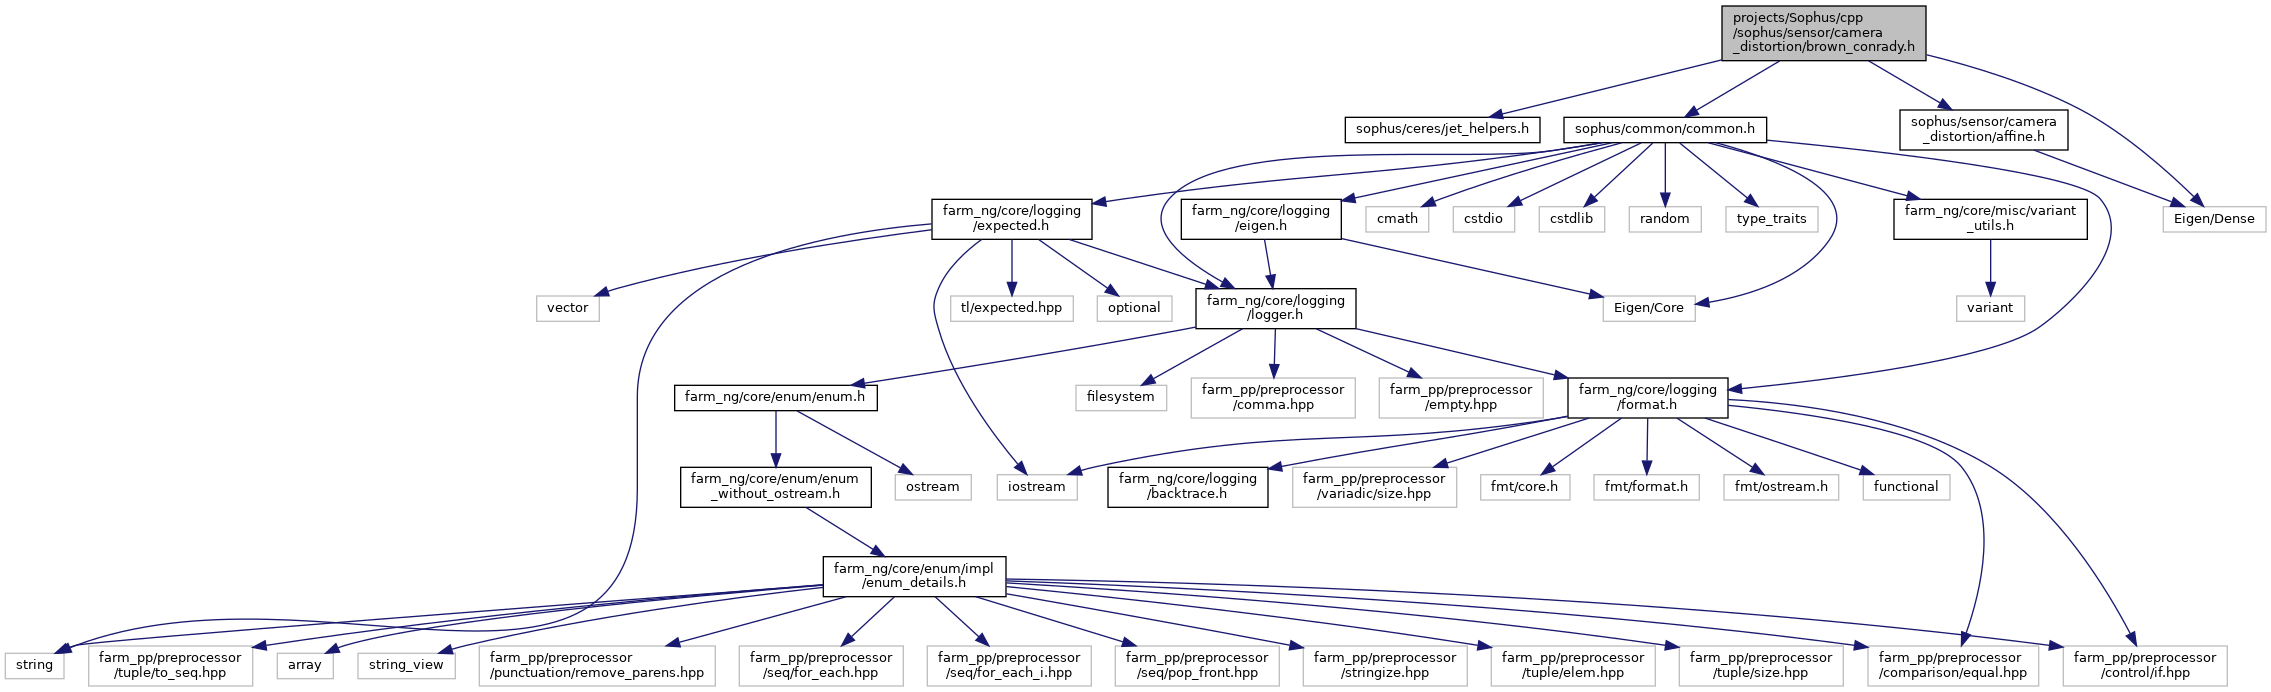 projects/Sophus/cpp
/sophus/sensor/camera
_distortion/brown_conrady.h
sophus/ceres/jet_helpers.h
sophus/common/common.h
sophus/sensor/camera
_distortion/affine.h
farm_ng/core/logging
/expected.h
farm_ng/core/logging
/eigen.h
cmath
cstdio
cstdlib
random
type_traits
farm_ng/core/misc/variant
_utils.h
Eigen/Dense
vector
tl/expected.hpp
optional
farm_ng/core/logging
/logger.h
Eigen/Core
variant
farm_ng/core/enum/enum.h
filesystem
farm_pp/preprocessor
/comma.hpp
farm_pp/preprocessor
/empty.hpp
farm_ng/core/logging
/format.h
farm_ng/core/enum/enum
_without_ostream.h
ostream
iostream
farm_ng/core/logging
/backtrace.h
farm_pp/preprocessor
/variadic/size.hpp
fmt/core.h
fmt/format.h
fmt/ostream.h
functional
farm_ng/core/enum/impl
/enum_details.h
string
farm_pp/preprocessor
/tuple/to_seq.hpp
array
string_view
farm_pp/preprocessor
/punctuation/remove_parens.hpp
farm_pp/preprocessor
/seq/for_each.hpp
farm_pp/preprocessor
/seq/for_each_i.hpp
farm_pp/preprocessor
/seq/pop_front.hpp
farm_pp/preprocessor
/stringize.hpp
farm_pp/preprocessor
/tuple/elem.hpp
farm_pp/preprocessor
/tuple/size.hpp
farm_pp/preprocessor
/comparison/equal.hpp
farm_pp/preprocessor
/control/if.hpp